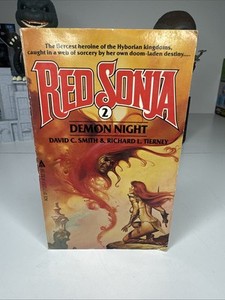 The fiercest heroine of the Hyborian kingdoms,
caught in a web of sorcery by her own doom-laden destiny....
RED SONJA
2
DEMON NIGHT
DAVID C. SMITH & RICHARD L. TIERNEY